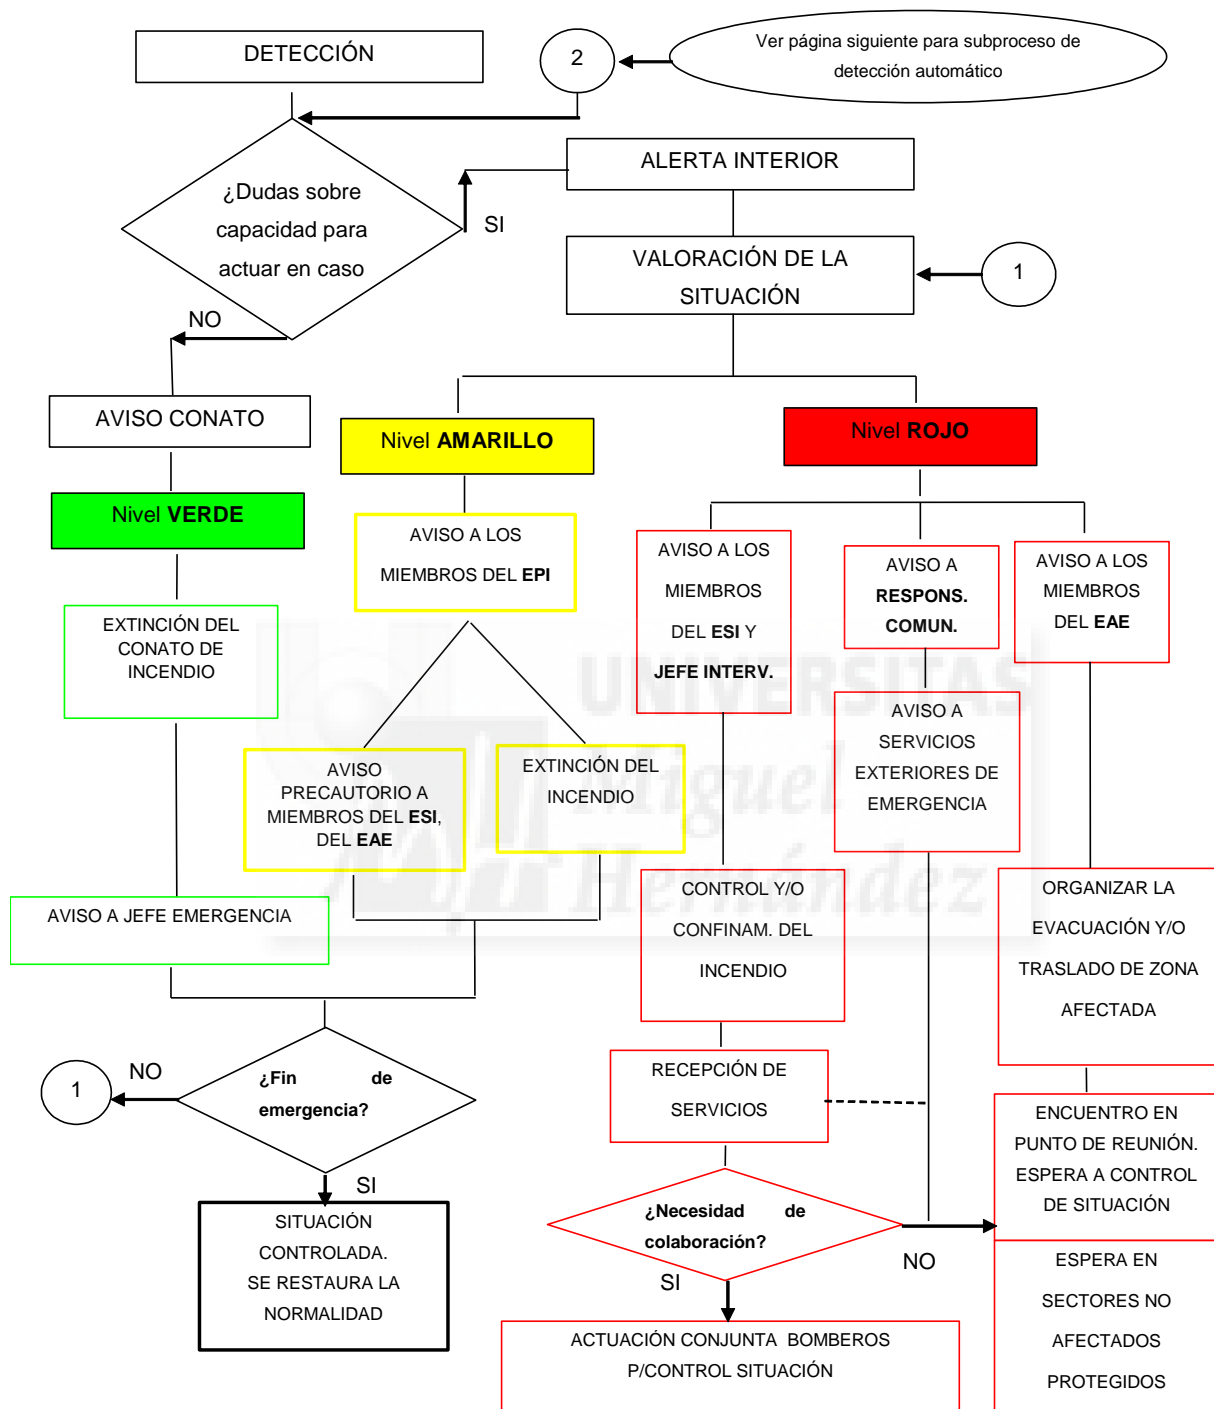 DETECCIÓN
2
Ver página siguiente para subproceso de
detección automático
¿Dudas sobre
capacidad para
actuar en caso
SI
NO
ALERTA INTERIOR
VALORACIÓN DE LA
SITUACIÓN
1
AVISO CONATO
Nivel AMARILLO
Nivel ROJO
Nivel VERDE
AVISO A LOS
MIEMBROS DEL EPI
AVISO A LOS
MIEMBROS
DEL ESI Y
JEFE INTERV.
AVISO A
RESPONS.
COMUN.
AVISO A LOS
MIEMBROS
DEL EAE
EXTINCIÓN DEL
CONATO DE
INCENDIO
AVISO A
SERVICIOS
EXTERIORES DE
EMERGENCIA
AVISO
PRECAUTORIO A
MIEMBROS DEL ESI,
DEL EAE
EXTINCIÓN DEL
INCENDIO
UNIVERSITAS
Miguel
Hernández
AVISO A JEFE EMERGENCIA
CONTROL Y/O
CONFINAM. DEL
INCENDIO
ORGANIZAR LA
EVACUACIÓN Y/O
TRASLADO DE ZONA
AFECTADA
1
NO
¿Fin de
emergencia?
SI
RECEPCIÓN DE
SERVICIOS
ENCUENTRO EN
PUNTO DE REUNIÓN.
ESPERA A CONTROL
DE SITUACIÓN
SITUACIÓN
CONTROLADA.
SE RESTAURA LA
NORMALIDAD
¿Necesidad de
colaboración?
NO
SI
ESPERA EN
SECTORES NO
AFECTADOS
PROTEGIDOS
ACTUACIÓN CONJUNTA BOMBEROS
P/CONTROL SITUACIÓN